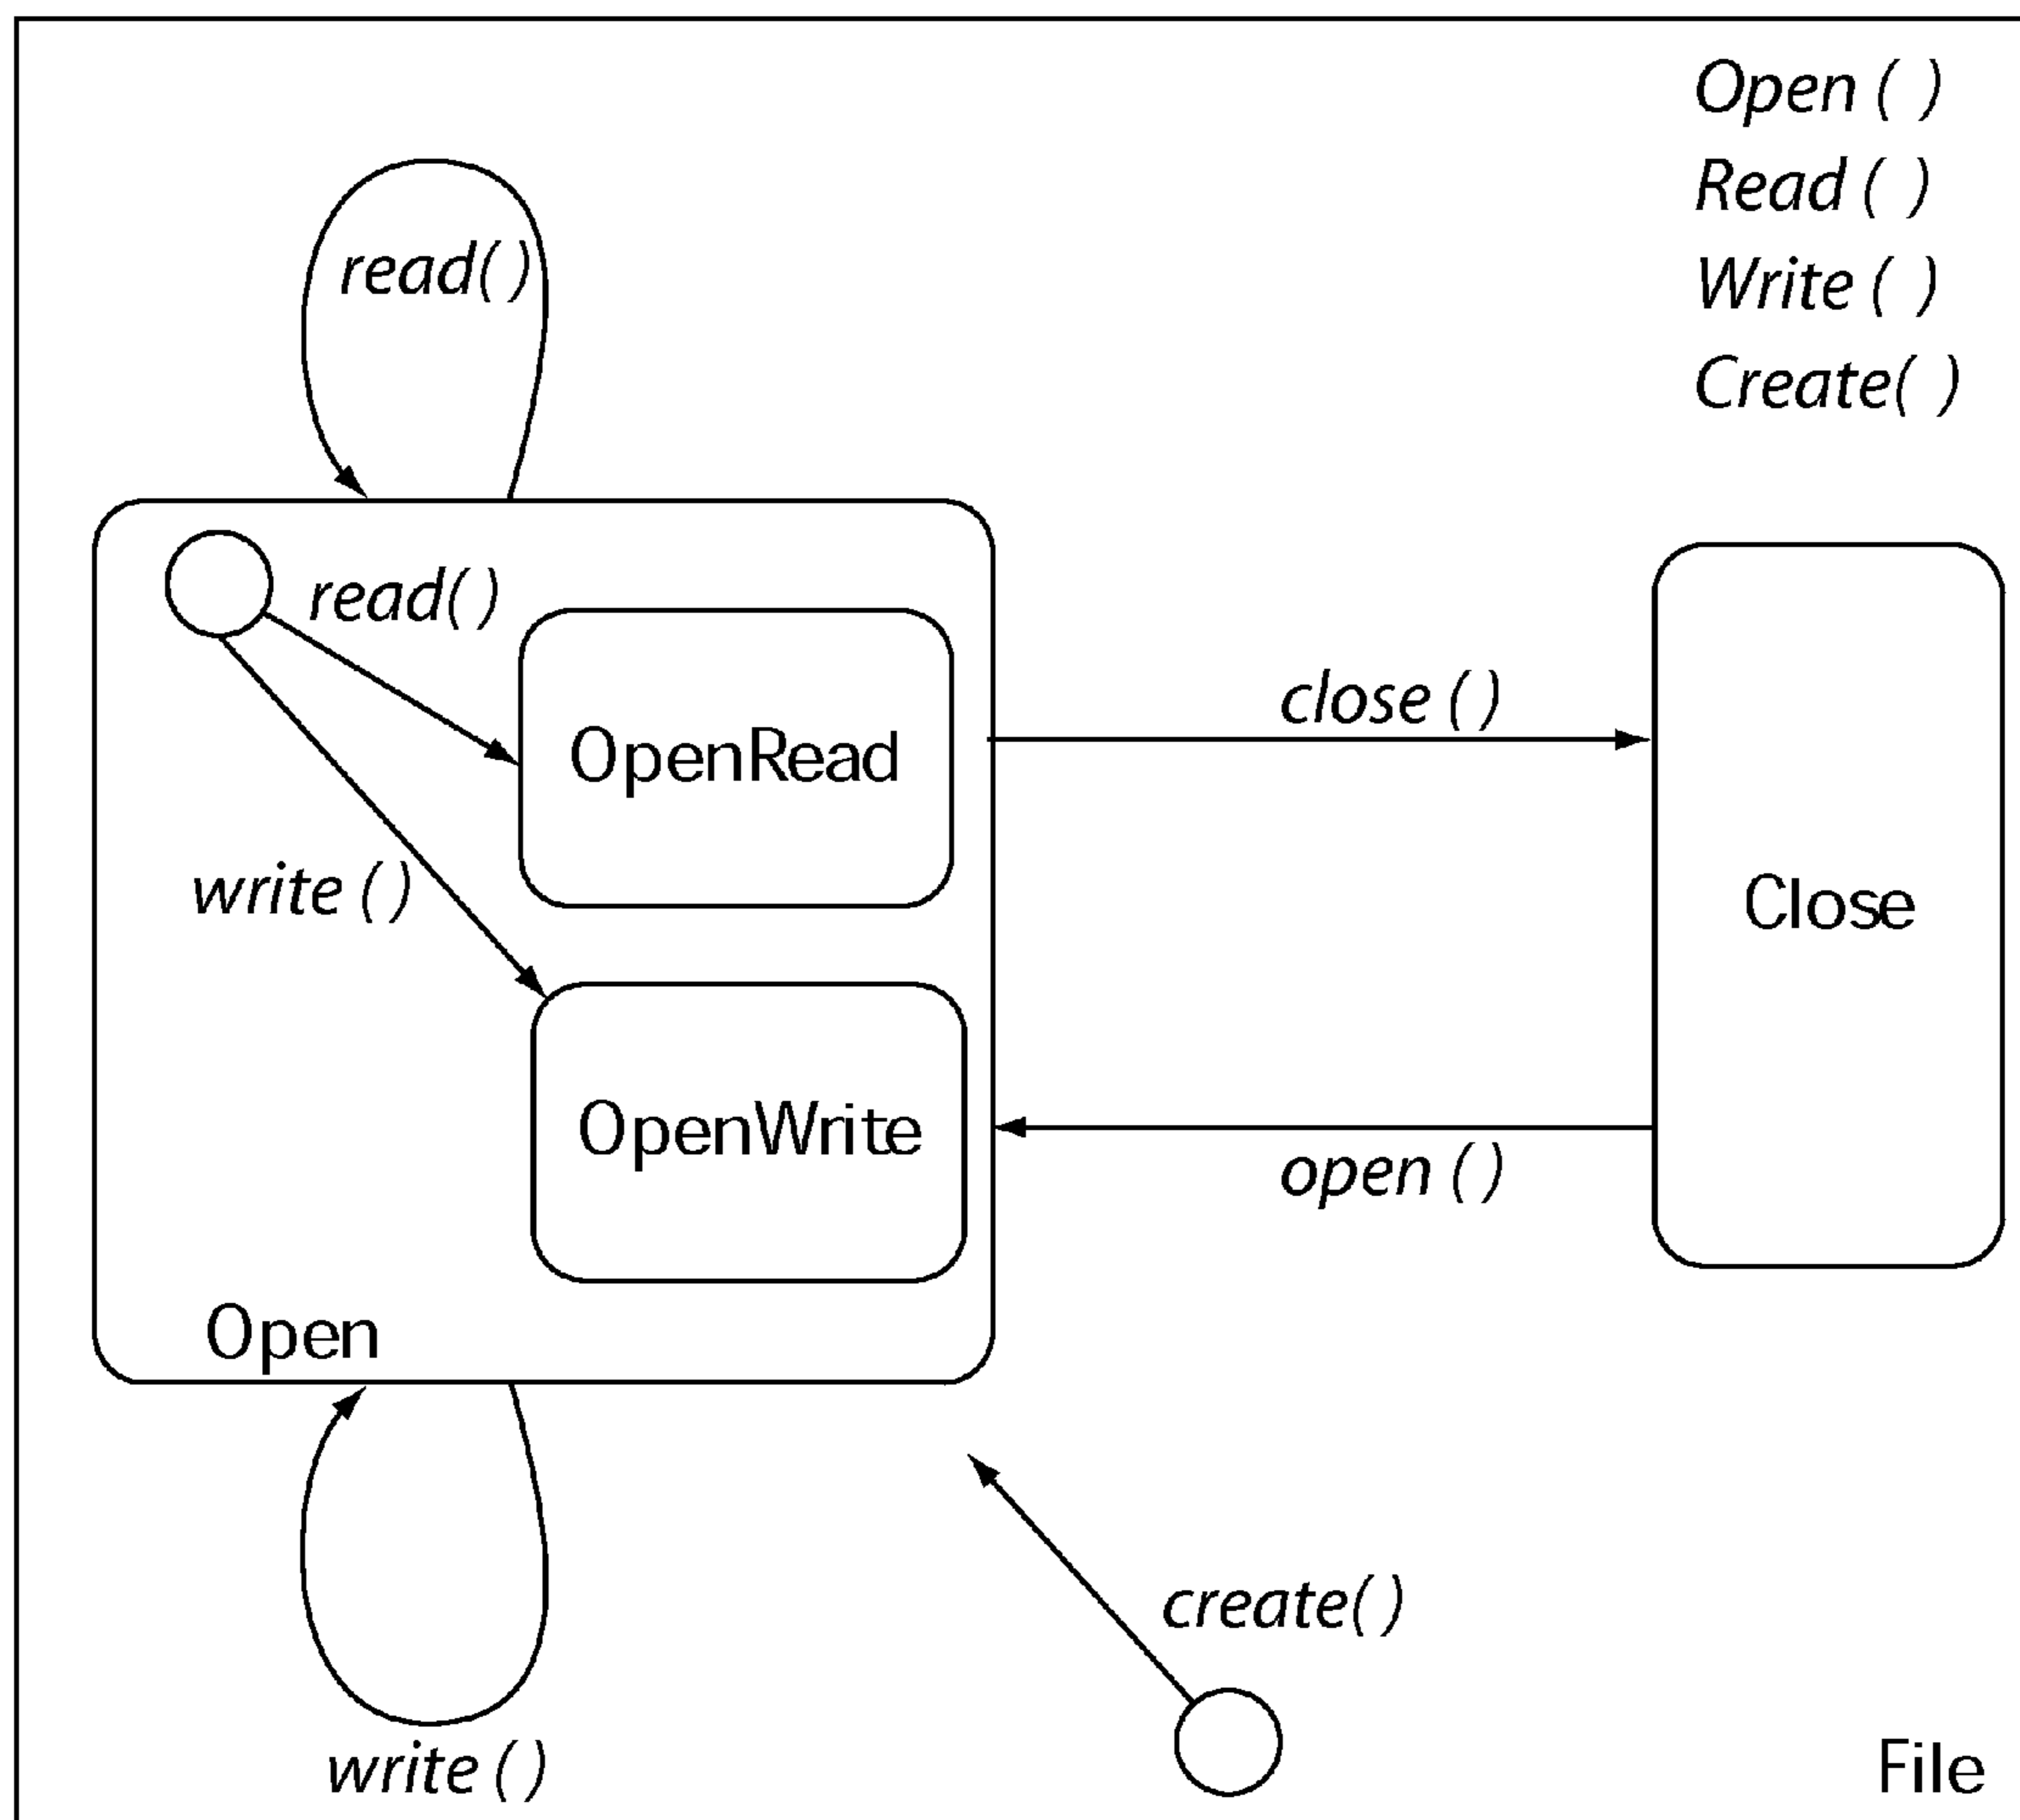 Open ( )
Read ( )
Write ( )
Create( )
read( )
read( )
OpenRead
write ( )
OpenWrite
Open
close ( )
Close
open ( )
write ( )
create( )
File